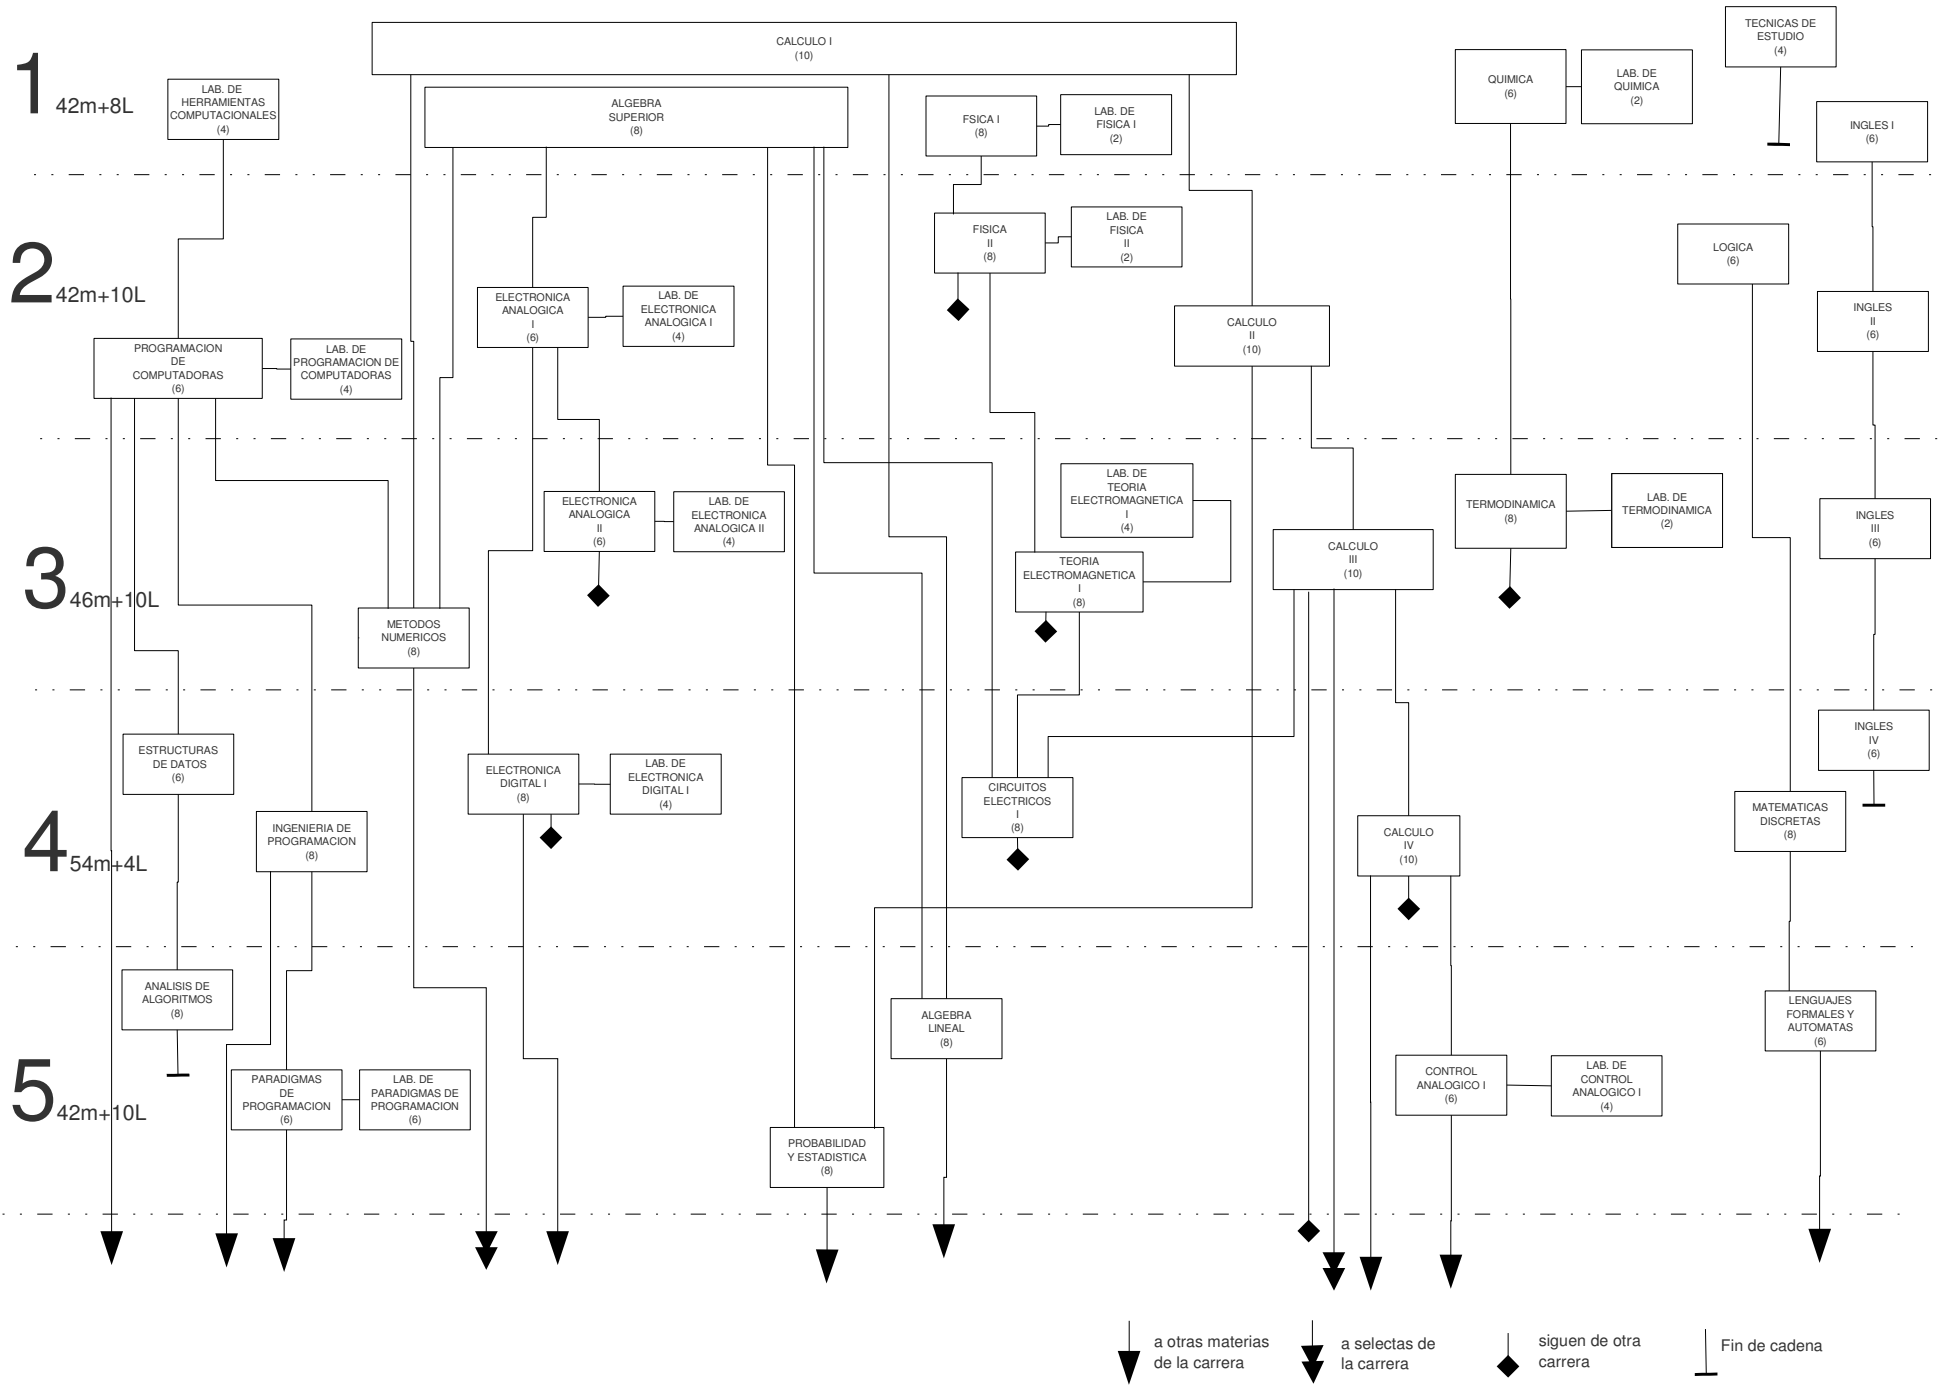 1
42m+8L
CALCULO I
(10)
LAB. DE
HERRAMIENTAS
COMPUTACIONALES
(4)
ALGEBRA
SUPERIOR
(8)
FSICA I
(8)
LAB. DE
FISICA I
(2)
QUIMICA
(6)
LAB. DE
QUIMICA
(2)
TECNICAS DE
ESTUDIO
(4)
INGLES I
(6)
2
42m+10L
PROGRAMACION
DE
COMPUTADORAS
(6)
LAB. DE
PROGRAMACION DE
COMPUTADORAS
(4)
ELECTRONICA
ANALOGICA
I
(6)
LAB. DE
ELECTRONICA
ANALOGICA I
(4)
FISICA
II
(8)
LAB. DE
FISICA
II
(2)
CALCULO
II
(10)
LOGICA
(6)
INGLES
II
(6)
3
46m+10L
METODOS
NUMERICOS
(8)
ELECTRONICA
ANALOGICA
II
(6)
LAB. DE
ELECTRONICA
ANALOGICA II
(4)
LAB. DE
TEORIA
ELECTROMAGNETICA
I
(4)
TEORIA
ELECTROMAGNETICA
I
(8)
CALCULO
III
(10)
TERMODINAMICA
(8)
LAB. DE
TERMODINAMICA
(2)
INGLES
III
(6)
4
54m+4L
ESTRUCTURAS
DE DATOS
(6)
INGENIERIA DE
PROGRAMACION
(8)
ELECTRONICA
DIGITAL I
(8)
LAB. DE
ELECTRONICA
DIGITAL I
(4)
CIRCUITOS
ELECTRICOS
I
(8)
CALCULO
IV
(10)
MATEMATICAS
DISCRETAS
(8)
INGLES
IV
(6)
5
42m+10L
ANALISIS DE
ALGORITMOS
(8)
PARADIGMAS
DE
PROGRAMACION
(6)
LAB. DE
PARADIGMAS DE
PROGRAMACION
(6)
PROBABILIDAD
Y ESTADISTICA
(8)
ALGEBRA
LINEAL
(8)
CONTROL
ANALOGICO I
(6)
LAB. DE
CONTROL
ANALOGICO I
(4)
LENGUAJES
FORMALES Y
AUTOMATAS
(6)
a otras materias
de la carrera
a selectas de
la carrera
siguen de otra
carrera
Fin de cadena